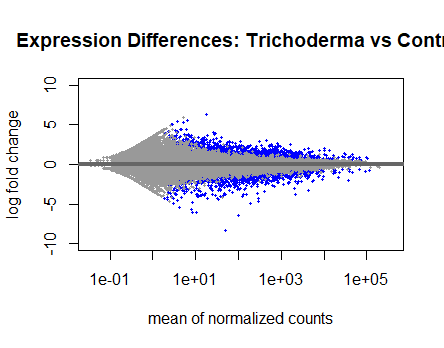 Expression Differences: Trichoderma vs Contr
10
5
0
-5
-10
log fold change
1e-01
1e+01
1e+03
1e+05
mean of normalized counts